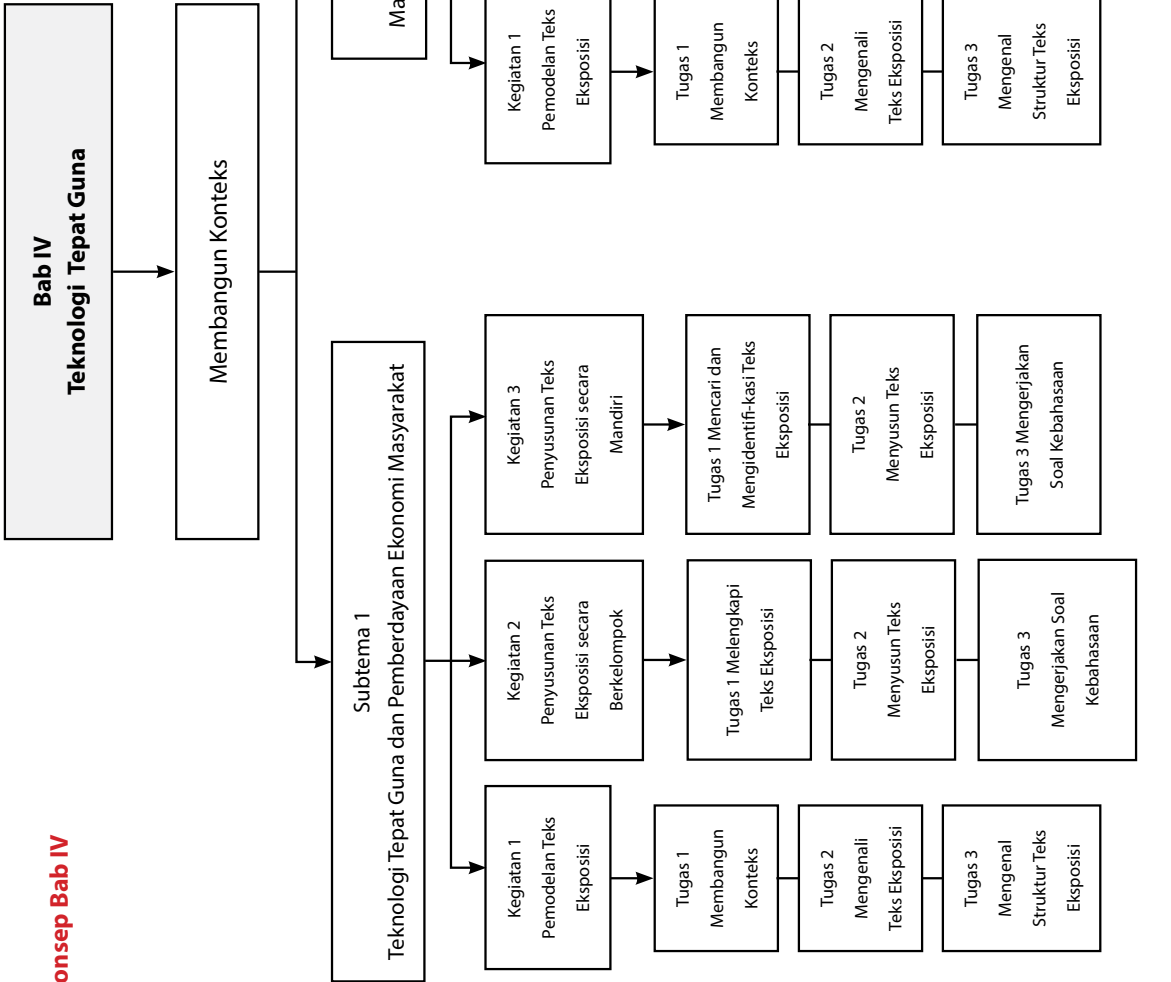 onsep Bab IV
Bab IV
Teknologi Tepat Guna
Membangun Konteks
Subtema 1
Teknologi Tepat Guna dan Pemberdayaan Ekonomi Masyarakat
Kegiatan 1
Pemodelan Teks
Eksposisi
Tugas 1
Membangun
Konteks
Tugas 2
Mengenali
Teks Eksposisi
Tugas 3
Mengenal
Struktur Teks
Eksposisi
Kegiatan 2
Penyusunan Teks
Eksposisi secara
Berkelompok
Tugas 1 Melengkapi
Teks Eksposisi
Tugas 2
Menyusun Teks
Eksposisi
Tugas 3
Mengerjakan Soal
Kebahasaan
Kegiatan 3
Penyusunan Teks
Eksposisi secara
Mandiri
Tugas 1 Mencari dan
Mengidentifi-kasi Teks
Eksposisi
Tugas 2
Menyusun Teks
Eksposisi
Tugas 3 Mengerjakan
Soal Kebahasaan
Ma
Kegiatan 1
Pemodelan Teks
Eksposisi
Tugas 1
Membangun
Konteks
Tugas 2
Mengenali
Teks Eksposisi
Tugas 3
Mengenal
Struktur Teks
Eksposisi